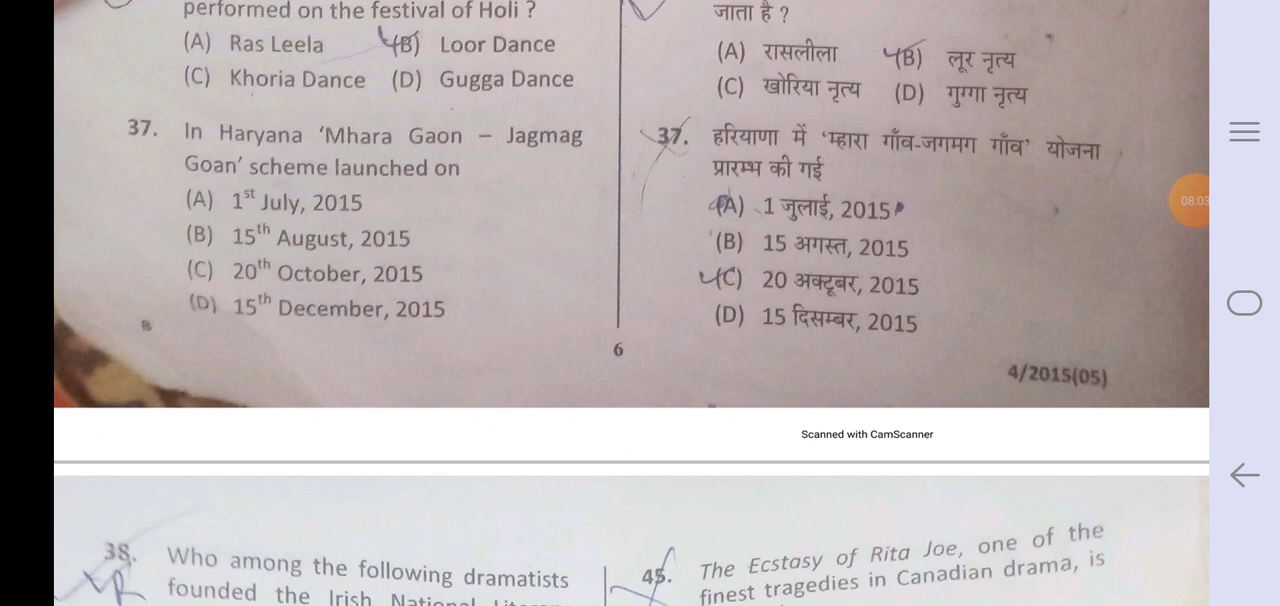 performed on the festival of Holi ?
(A) Ras Leela (B) Loor Dance
(C) Khoria Dance (D) Gugga Dance
37. In Haryana 'Mhara Gaon – Jagmag
Goan' scheme launched on
(A) 1st July, 2015
(B) 15th August, 2015
(C) 20th October, 2015
(D) 15th December, 2015
B
जाता है ?
(A) रासलीला (B) लूर नृत्य
(C) खोरिया नृत्य (D) गुग्गा नृत्य
37. हरियाणा में 'म्हारा गाँव-जगमग गाँव' योजना
प्रारम्भ की गई
(A) 1 जुलाई, 2015
(B) 15 अगस्त, 2015
(C) 20 अक्टूबर, 2015
(D) 15 दिसम्बर, 2015
6
4/2015(05)
08:03
Scanned with CamScanner
38. Who among the following dramatists
founded the Irish
45. The Ecstasy of Rita Joe, one of the
finest tragedies in Canadian drama, is